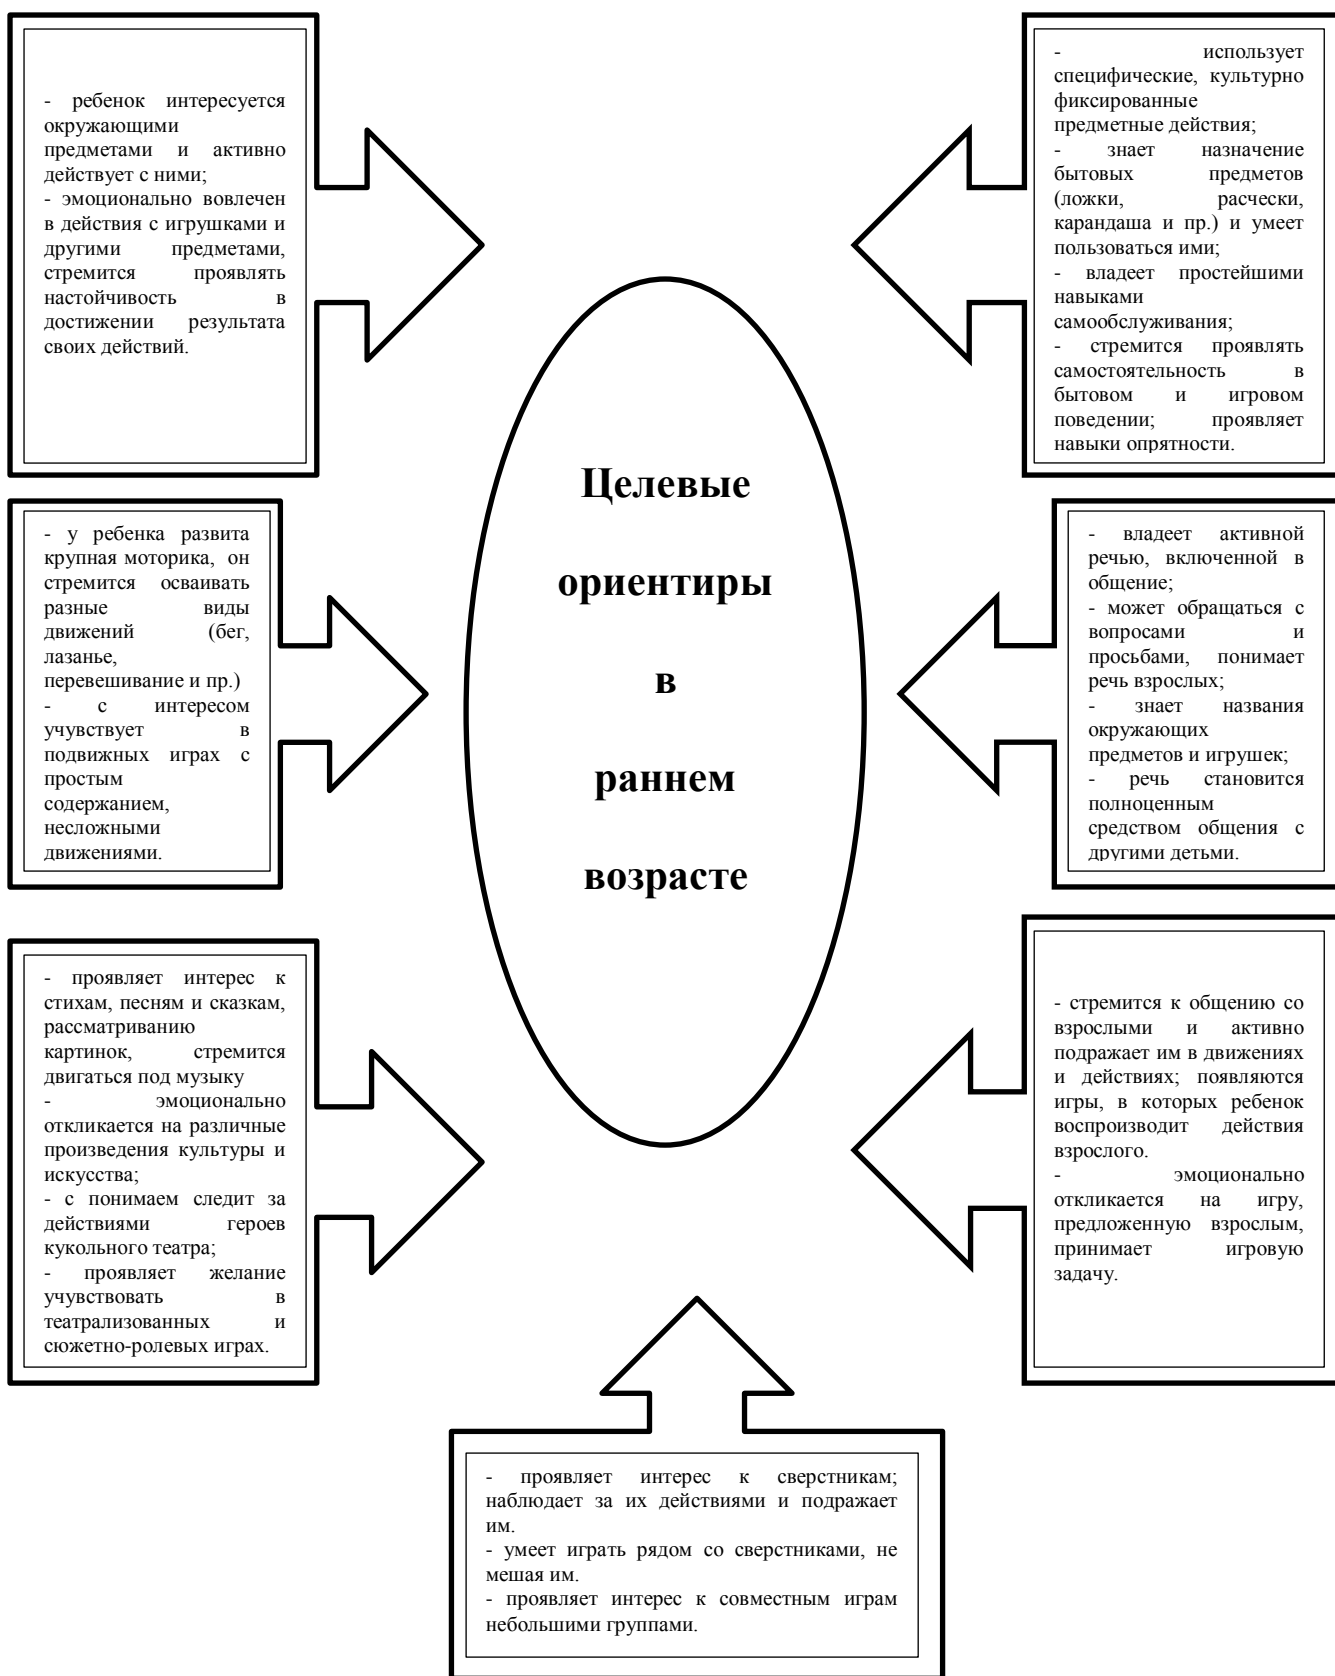 - ребенок интересуется
окружающими
предметами и активно
действует с ними;
- эмоционально вовлечен
в действия с игрушками и
другими предметами,
стремится проявлять
настойчивость в
достижении результата
своих действий.
- использует
специфические, культурно
фиксированные
предметные действия;
- знает назначение
бытовых предметов
(ложки, расчески,
карандаша и пр.) и умеет
пользоваться ими;
- владеет простейшими
навыками
самообслуживания;
- стремится проявлять
самостоятельность в
бытовом и игровом
поведении; проявляет
навыки опрятности.
Целевые
ориентиры
в
раннем
возрасте
- у ребенка развита
крупная моторика, он
стремится осваивать
разные виды
движений (бег,
лазанье,
перевешивание и пр.)
- с интересом
учувствует в
подвижных играх с
простым
содержанием,
несложными
движениями.
- владеет активной
речью, включенной в
общение;
- может обращаться с
вопросами и
просьбами, понимает
речь взрослых;
- знает названия
окружающих
предметов и игрушек;
- речь становится
полноценным
средством общения с
другими детьми.
- проявляет интерес к
стихам, песням и сказкам,
рассматриванию
картинок, стремится
двигаться под музыку
- эмоционально
откликается на различные
произведения культуры и
искусства;
- с понимаем следит за
действиями героев
кукольного театра;
- проявляет желание
учувствовать в
театрализованных и
сюжетно-ролевых играх.
- стремится к общению со
взрослыми и активно
подражает им в движениях
и действиях; появляются
игры, в которых ребенок
воспроизводит действия
взрослого.
- эмоционально
откликается на игру,
предложенную взрослым,
принимает игровую
задачу.
- проявляет интерес к сверстникам;
наблюдает за их действиями и подражает
им.
- умеет играть рядом со сверстниками, не
мешая им.
- проявляет интерес к совместным играм
небольшими группами.